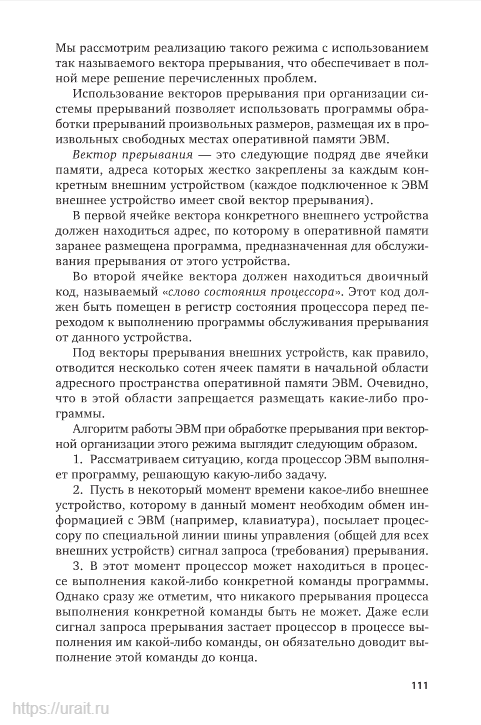 Мы рассмотрим реализацию такого режима с использованием
так называемого вектора прерывания, что обеспечивает в пол-
ной мере решение перечисленных проблем.
Использование векторов прерывания при организации си-
стемы прерываний позволяет использовать программы обра-
ботки прерываний произвольных размеров, размещая их в про-
извольных свободных местах оперативной памяти ЭВМ.
Вектор прерывания — это следующие подряд две ячейки
памяти, адреса которых жестко закреплены за каждым кон-
кретным внешним устройством (каждое подключенное к ЭВМ
внешнее устройство имеет свой вектор прерывания).
В первой ячейке вектора конкретного внешнего устройства
должен находиться адрес, по которому в оперативной памяти
заранее размещена программа, предназначенная для обслужи-
вания прерывания от этого устройства.
Во второй ячейке вектора должен находиться двоичный
код, называемый «слово состояния процессора». Этот код дол-
жен быть помещен в регистр состояния процессора перед пе-
реходом к выполнению программы обслуживания прерывания
от данного устройства.
Под векторы прерывания внешних устройств, как правило,
отводится несколько сотен ячеек памяти в начальной области
адресного пространства оперативной памяти ЭВМ. Очевидно,
что в этой области запрещается размещать какие-либо про-
граммы.
Алгоритм работы ЭВМ при обработке прерывания при вектор-
ной организации этого режима выглядит следующим образом.
1. Рассматриваем ситуацию, когда процессор ЭВМ выполня-
ет программу, решающую какую-либо задачу.
2. Пусть в некоторый момент времени какое-либо внешнее
устройство, которому в данный момент необходим обмен ин-
формацией с ЭВМ (например, клавиатура), посылает процес-
сору по специальной линии шины управления (общей для всех
внешних устройств) сигнал запроса (требования) прерывания.
3. В этот момент процессор может находиться в процес-
се выполнения какой-либо конкретной команды программы.
Однако сразу же отметим, что никакого прерывания процесса
выполнения конкретной команды быть не может. Даже если
сигнал запроса прерывания застает процессор в процессе вы-
полнения им какой-либо команды, он обязательно доводит вы-
полнение этой команды до конца.
111
https://urait.ru